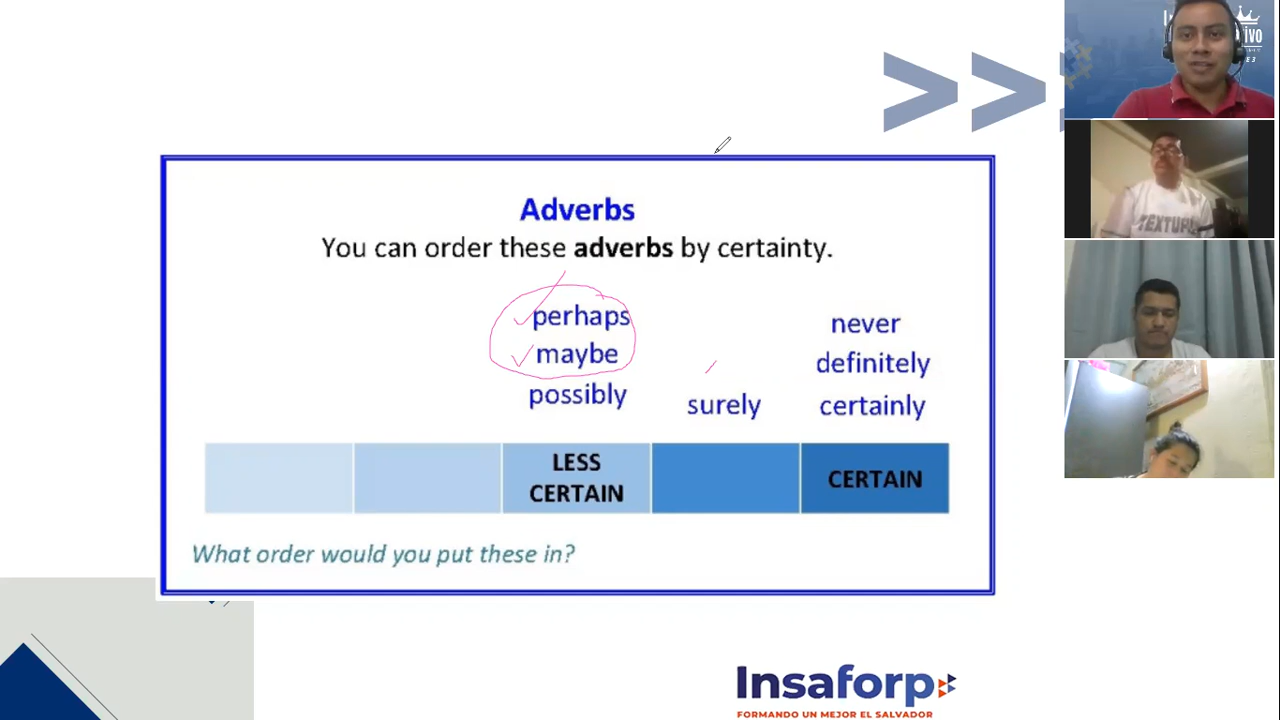 Adverbs
You can order these adverbs by certainty.
perhaps
maybe
possibly
surely
never
definitely
certainly
LESS
CERTAIN
CERTAIN
What order would you put these in?
Insaforp
FORMANDO UN MEJOR EL SALVADOR
TEXTUR